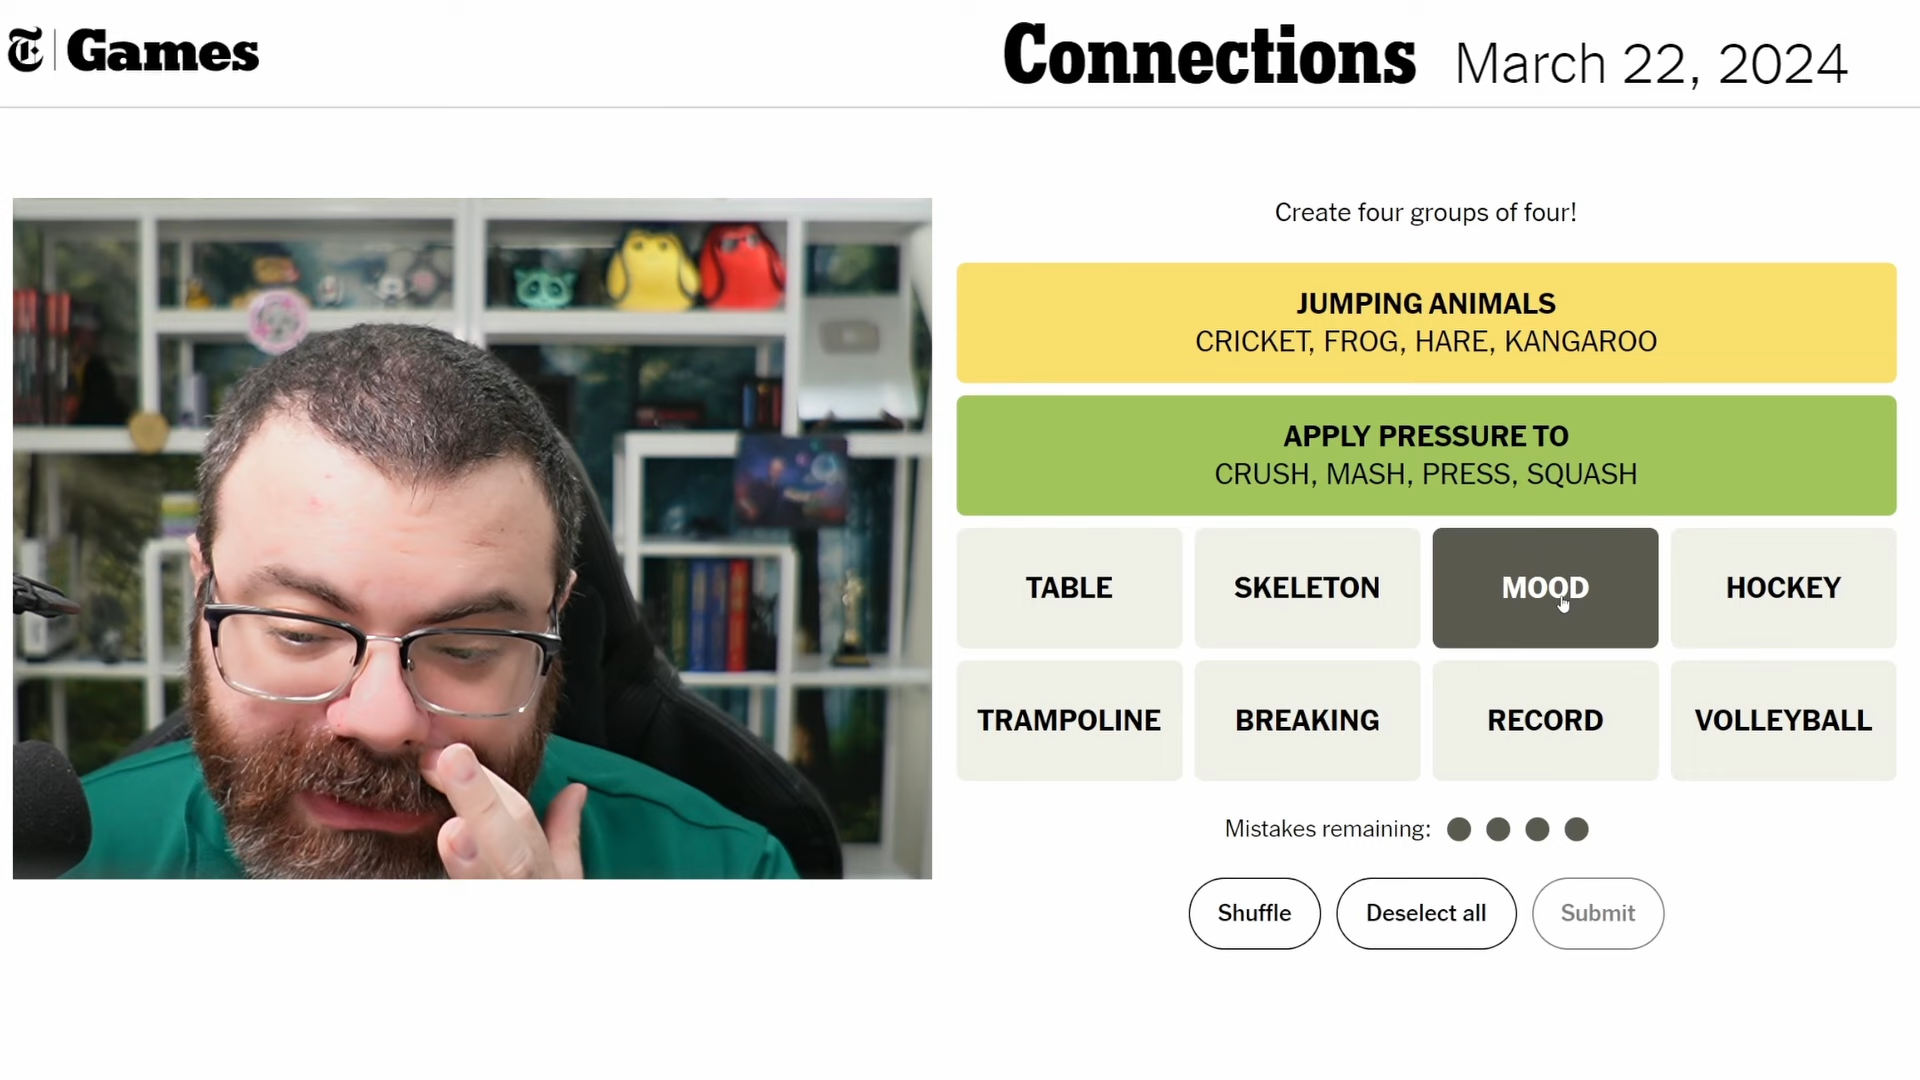 Games
Connections March 22, 2024
Create four groups of four!
JUMPING ANIMALS
CRICKET, FROG, HARE, KANGAROO
APPLY PRESSURE TO
CRUSH, MASH, PRESS, SQUASH
TABLE SKELETON MOOD HOCKEY
TRAMPOLINE BREAKING RECORD VOLLEYBALL
Mistakes remaining:
Shuffle Deselect all Submit